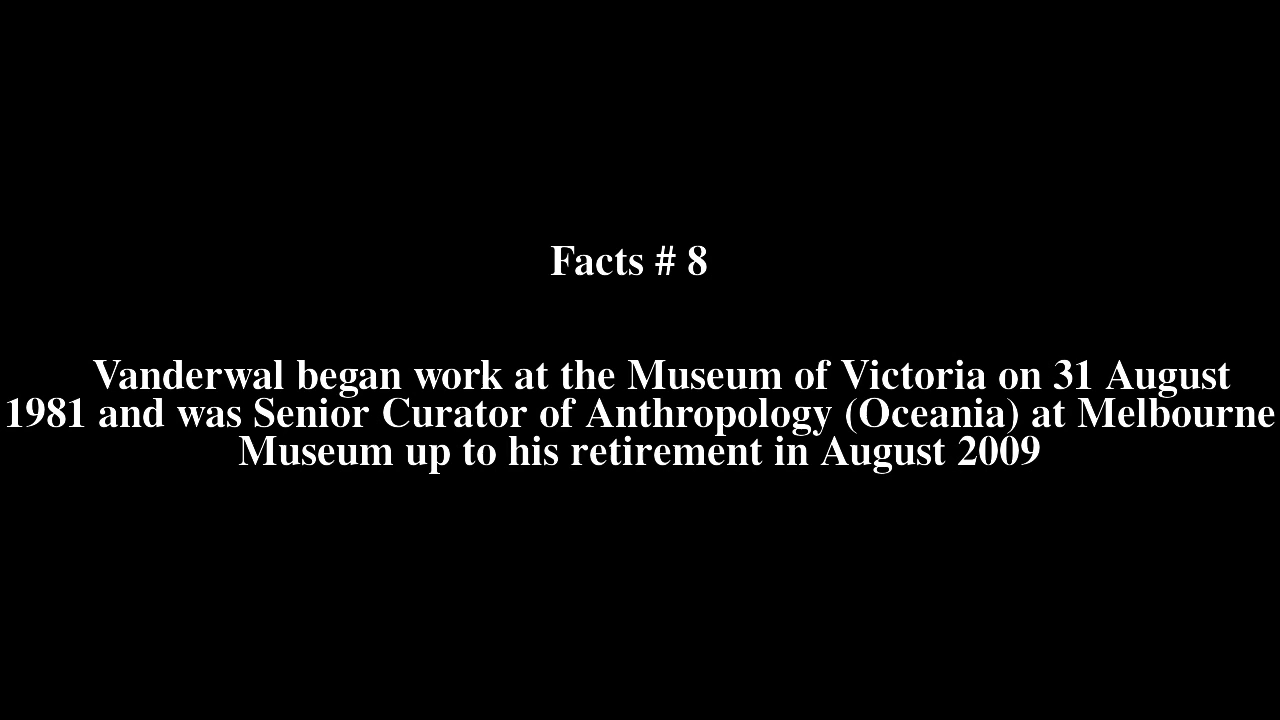 Facts # 8
Vanderwal began work at the Museum of Victoria on 31 August
1981 and was Senior Curator of Anthropology (Oceania) at Melbourne
Museum up to his retirement in August 2009